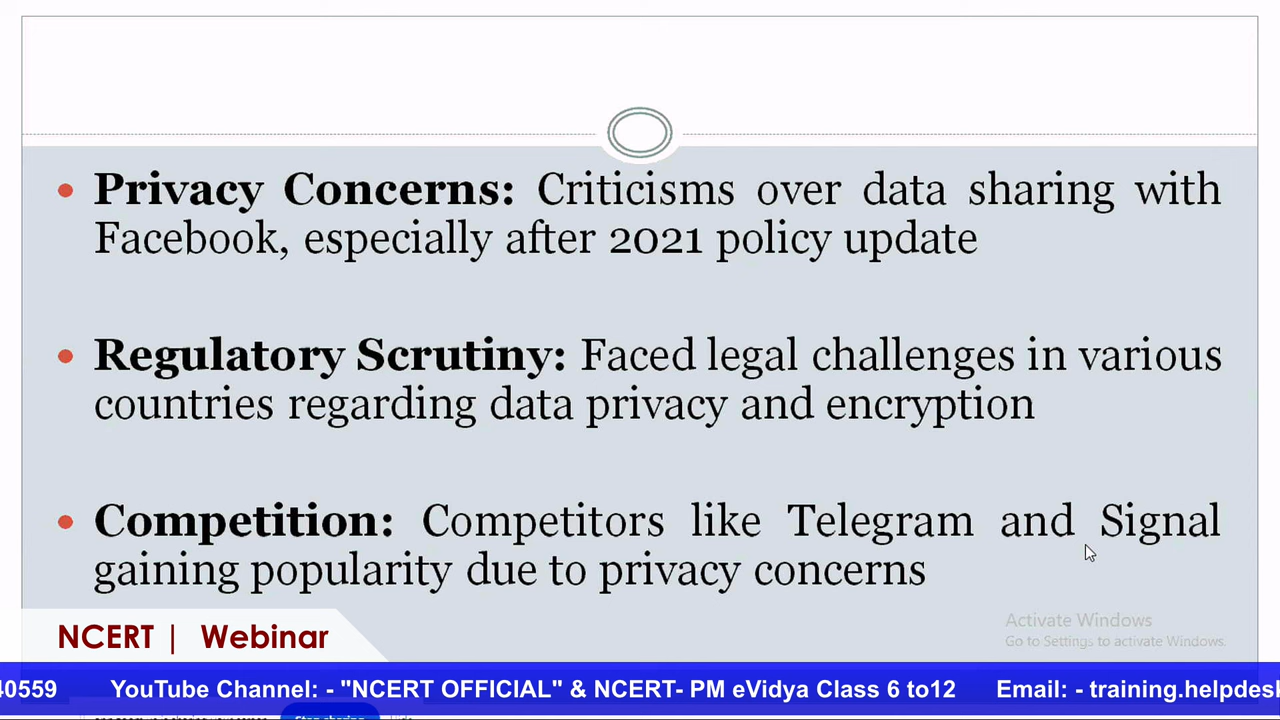 • Privacy Concerns: Criticisms over data sharing with
Facebook, especially after 2021 policy update
• Regulatory Scrutiny: Faced legal challenges in various
countries regarding data privacy and encryption
• Competition: Competitors like Telegram and Signal
gaining popularity due to privacy concerns
Activate Windows
Go to Settings to activate Windows.
NCERT | Webinar
40559 YouTube Channel: - "NCERT OFFICIAL" & NCERT- PM eVidya Class 6 to12 Email: - training.helpdesk